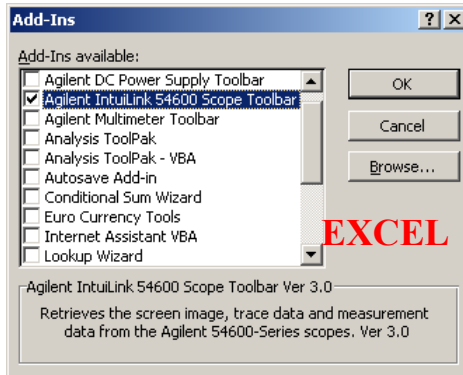 Add-Ins
Add-Ins available:
Agilent DC Power Supply Toolbar
Agilent IntuiLink 54600 Scope Toolbar
Agilent Multimeter Toolbar
Analysis ToolPak
Analysis ToolPak - VBA
Autosave Add-in
Conditional Sum Wizard
Euro Currency Tools
Internet Assistant VBA
Lookup Wizard
OK
Cancel
Browse...
EXCEL
Agilent IntuiLink 54600 Scope Toolbar Ver 3.0
Retrieves the screen image, trace data and measurement
data from the Agilent 54600-Series scopes. Ver 3.0